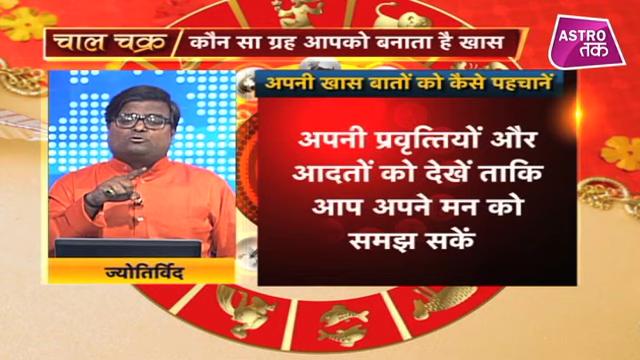 चाल चक्र / कौन सा ग्रह आपको बनाता है खास
ASTRO
तक
अपनी खास बातों को कैसे पहचानें
अपनी प्रवृत्तियों और
आदतों को देखें ताकि
आप अपने मन को
समझ सकें
ज्योतिर्विद